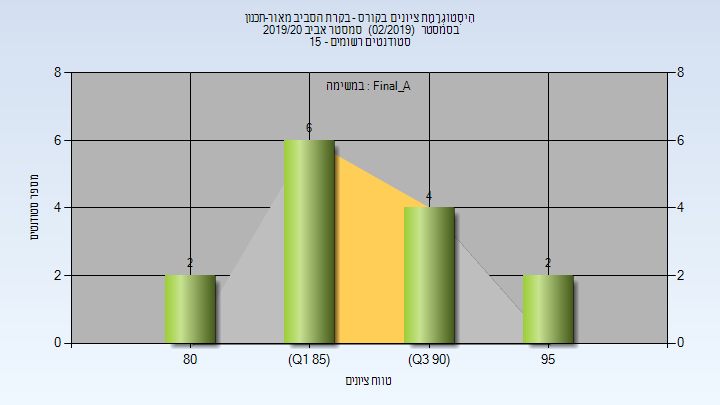 היסטוגרמת ציונים בקורס - בקרת הסביב מאור-תכנון
בסמסטר (02/2019) סמסטר אביב 2019/20
סטודנטים רשומים - 15
במשימה : Final_A
8 8
6 6
4 4
2 2
0 0
2
6
4
2
מספר סטודנטים
80 (Q1 85) (Q3 90) 95
טווח ציונים